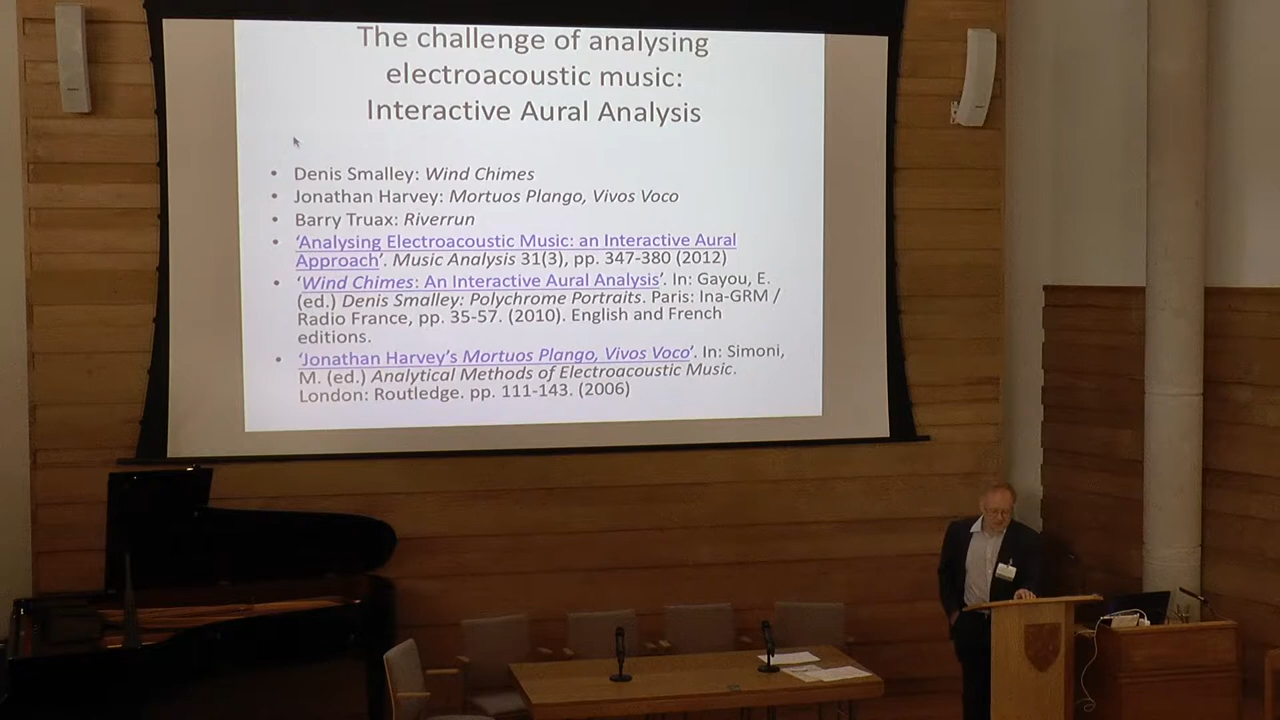 The challenge of analysing
electroacoustic music:
Interactive Aural Analysis
• Denis Smalley: Wind Chimes
• Jonathan Harvey: Mortuos Plango, Vivos Voco
• Barry Truax: Riverrun
• ‘Analysing Electroacoustic Music: an Interactive Aural
Approach’. Music Analysis 31(3), pp. 347-380 (2012)
• ‘Wind Chimes: An Interactive Aural Analysis’. In: Gayou, E.
(ed.) Denis Smalley: Polychrome Portraits. Paris: Ina-GRM /
Radio France, pp. 35-57. (2010). English and French
editions.
• ‘Jonathan Harvey’s Mortuos Plango, Vivos Voco’. In: Simoni,
M. (ed.) Analytical Methods of Electroacoustic Music.
London: Routledge. pp. 111-143. (2006)